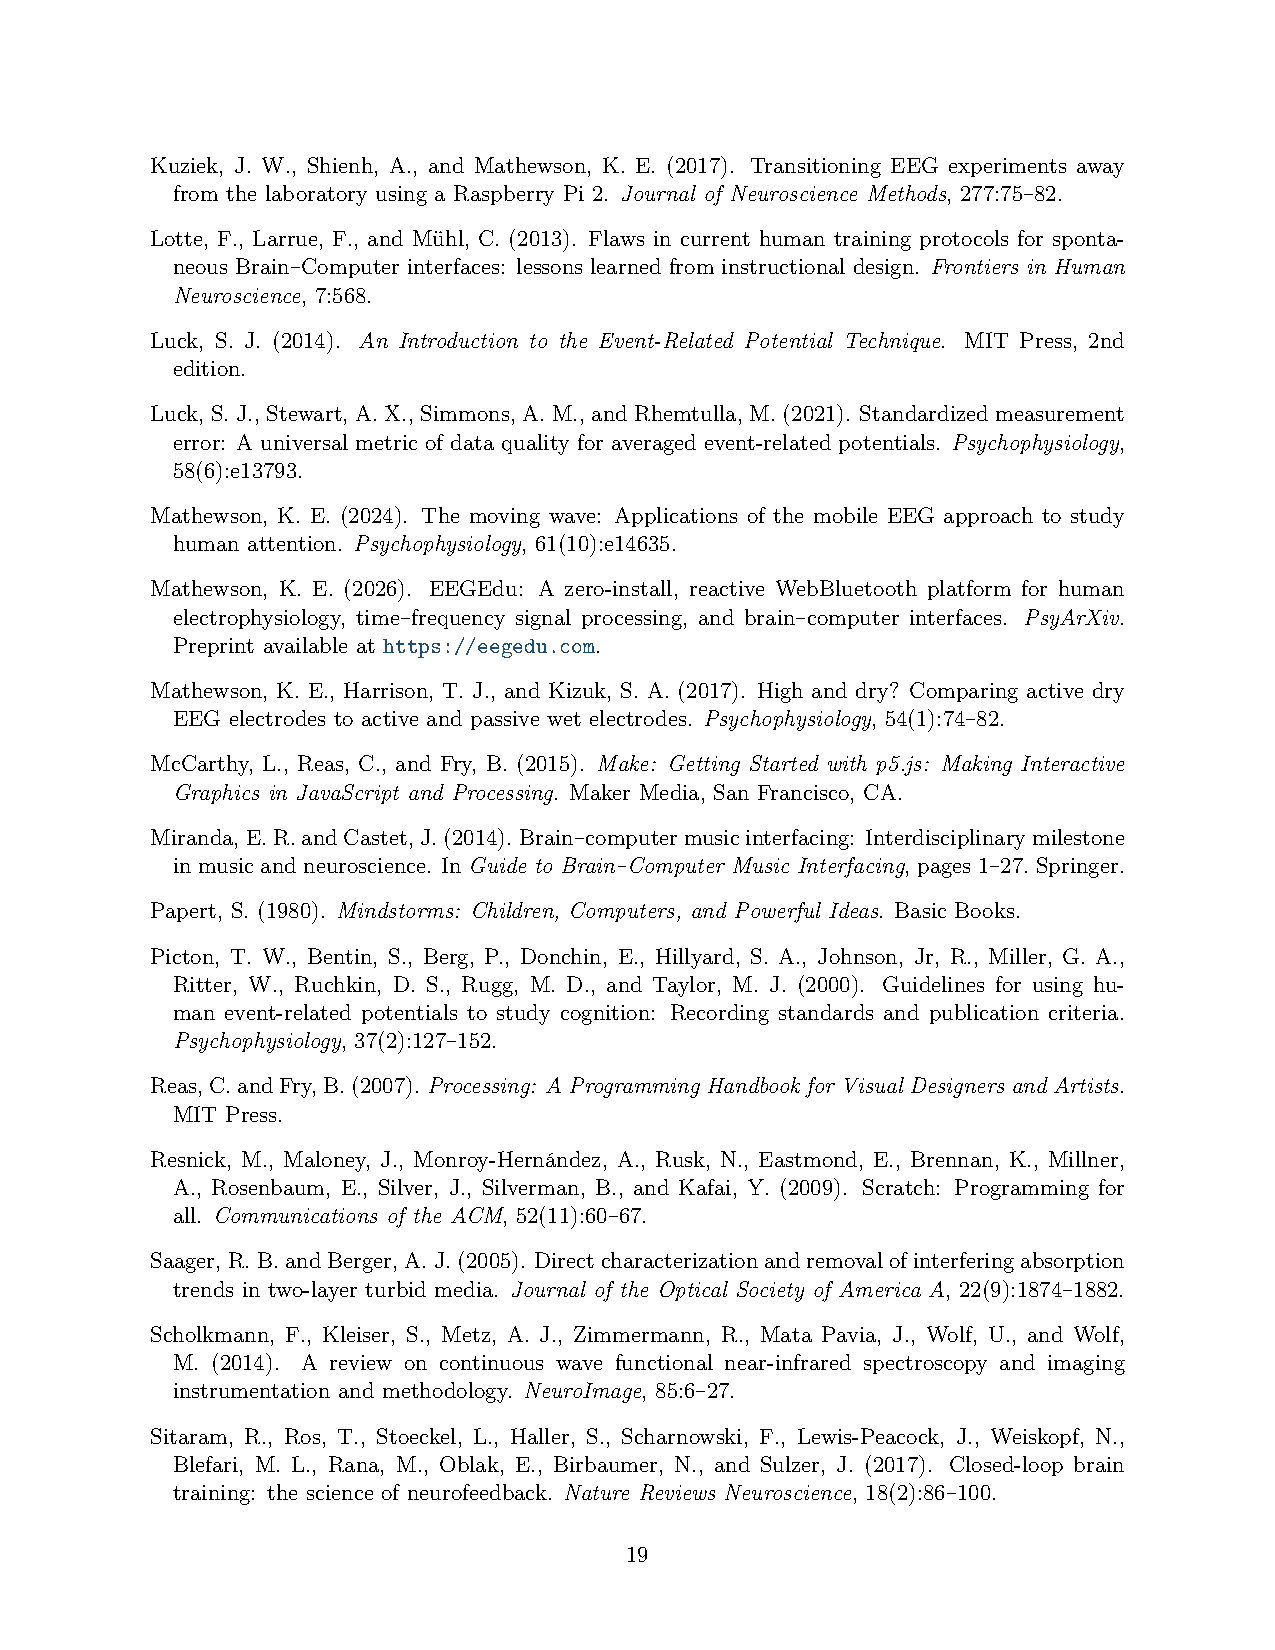 Kuziek, J. W., Shienh, A., and Mathewson, K. E. (2017). Transitioning EEG experiments away
from the laboratory using a Raspberry Pi 2. Journal of Neuroscience Methods, 277:75–82.
Lotte, F., Larrue, F., and Mühl, C. (2013). Flaws in current human training protocols for sponta-
neous Brain–Computer interfaces: lessons learned from instructional design. Frontiers in Human
Neuroscience, 7:568.
Luck, S. J. (2014). An Introduction to the Event-Related Potential Technique. MIT Press, 2nd
edition.
Luck, S. J., Stewart, A. X., Simmons, A. M., and Rhemtulla, M. (2021). Standardized measurement
error: A universal metric of data quality for averaged event-related potentials. Psychophysiology,
58(6):e13793.
Mathewson, K. E. (2024). The moving wave: Applications of the mobile EEG approach to study
human attention. Psychophysiology, 61(10):e14635.
Mathewson, K. E. (2026). EEGEdu: A zero-install, reactive WebBluetooth platform for human
electrophysiology, time–frequency signal processing, and brain–computer interfaces. PsyArXiv.
Preprint available at https://eegedu.com.
Mathewson, K. E., Harrison, T. J., and Kizuk, S. A. (2017). High and dry? Comparing active dry
EEG electrodes to active and passive wet electrodes. Psychophysiology, 54(1):74–82.
McCarthy, L., Reas, C., and Fry, B. (2015). Make: Getting Started with p5.js: Making Interactive
Graphics in JavaScript and Processing. Maker Media, San Francisco, CA.
Miranda, E. R. and Castet, J. (2014). Brain–computer music interfacing: Interdisciplinary milestone
in music and neuroscience. In Guide to Brain–Computer Music Interfacing, pages 1–27. Springer.
Papert, S. (1980). Mindstorms: Children, Computers, and Powerful Ideas. Basic Books.
Picton, T. W., Bentin, S., Berg, P., Donchin, E., Hillyard, S. A., Johnson, Jr, R., Miller, G. A.,
Ritter, W., Ruchkin, D. S., Rugg, M. D., and Taylor, M. J. (2000). Guidelines for using hu-
man event-related potentials to study cognition: Recording standards and publication criteria.
Psychophysiology, 37(2):127–152.
Reas, C. and Fry, B. (2007). Processing: A Programming Handbook for Visual Designers and Artists.
MIT Press.
Resnick, M., Maloney, J., Monroy-Hernández, A., Rusk, N., Eastmond, E., Brennan, K., Millner,
A., Rosenbaum, E., Silver, J., Silverman, B., and Kafai, Y. (2009). Scratch: Programming for
all. Communications of the ACM, 52(11):60–67.
Saager, R. B. and Berger, A. J. (2005). Direct characterization and removal of interfering absorption
trends in two-layer turbid media. Journal of the Optical Society of America A, 22(9):1874–1882.
Scholkmann, F., Kleiser, S., Metz, A. J., Zimmermann, R., Mata Pavia, J., Wolf, U., and Wolf,
M. (2014). A review on continuous wave functional near-infrared spectroscopy and imaging
instrumentation and methodology. NeuroImage, 85:6–27.
Sitaram, R., Ros, T., Stoeckel, L., Haller, S., Scharnowski, F., Lewis-Peacock, J., Weiskopf, N.,
Blefari, M. L., Rana, M., Oblak, E., Birbaumer, N., and Sulzer, J. (2017). Closed-loop brain
training: the science of neurofeedback. Nature Reviews Neuroscience, 18(2):86–100.
19